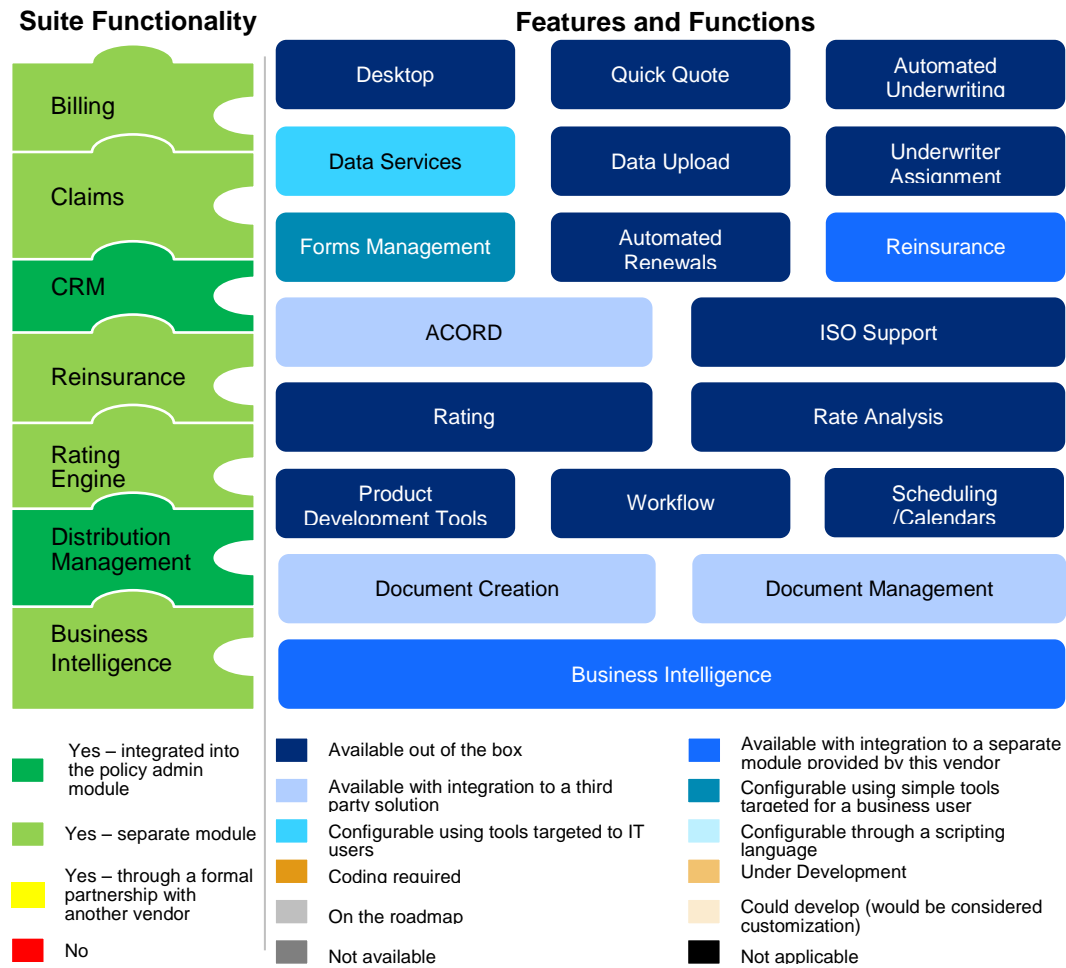 Suite Functionality
Features and Functions
Billing
Claims
CRM
Reinsurance
Rating
Engine
Distribution
Management
Business
Intelligence
Desktop
Quick Quote
Automated
Underwriting
Data Services
Data Upload
Underwriter
Assignment
Forms Management
Automated
Renewals
Reinsurance
ACORD
ISO Support
Rating
Rate Analysis
Product
Development Tools
Workflow
Scheduling
/Calendars
Document Creation
Document Management
Business Intelligence
Yes – integrated into
the policy admin
module
Yes – separate module
Yes – through a formal
partnership with
another vendor
No
Available out of the box
Available with integration to a third
party solution
Configurable using tools targeted to IT
users
Coding required
On the roadmap
Not available
Available with integration to a separate
module provided by this vendor
Configurable using simple tools
targeted for a business user
Configurable through a scripting
language
Under Development
Could develop (would be considered
customization)
Not applicable